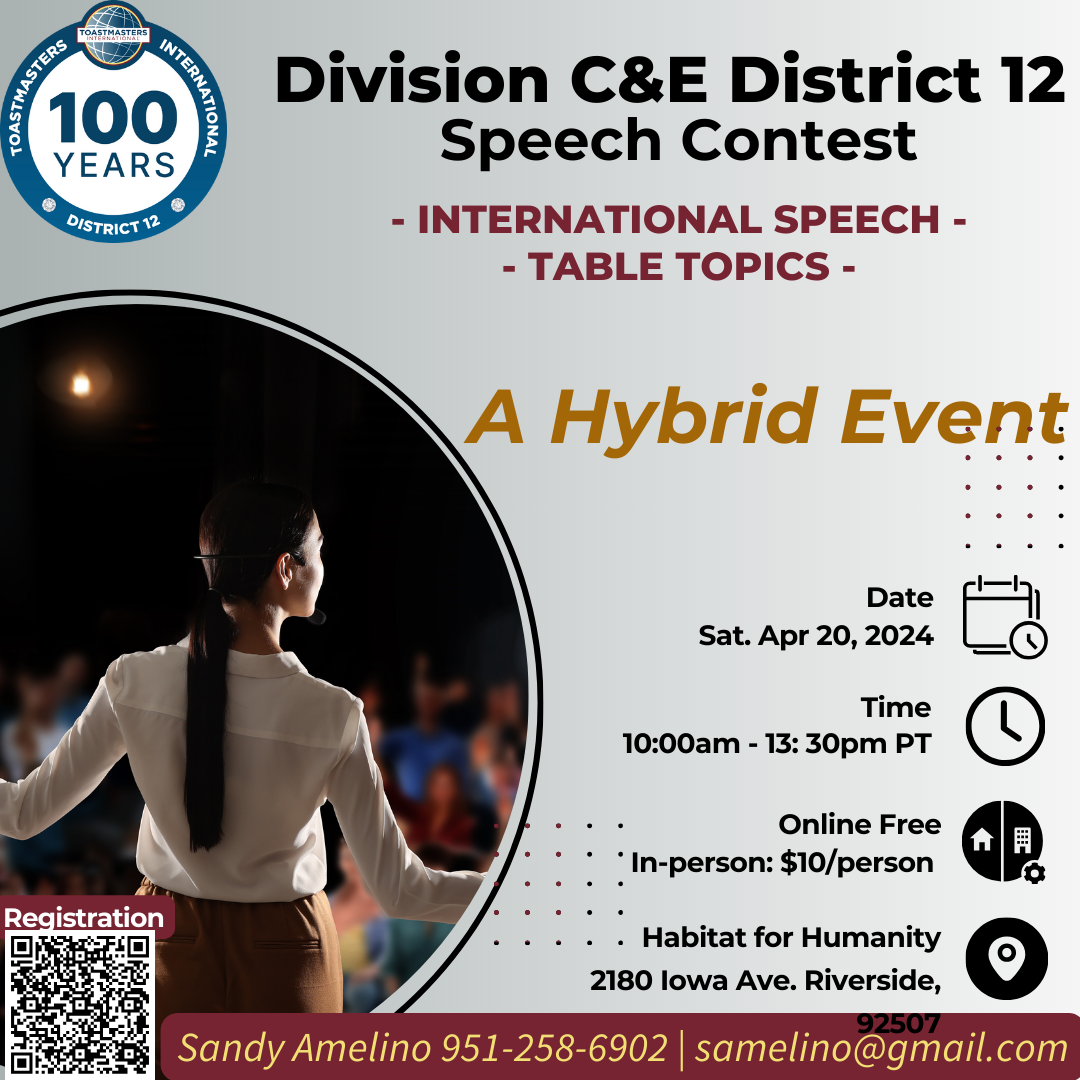 TOASTMASTERS
INTERNATIONAL
TOASTMASTERS INTERNATIONAL
100
YEARS
DISTRICT 12
Division C&E District 12
Speech Contest
- INTERNATIONAL SPEECH -
- TABLE TOPICS -
A Hybrid Event
Date
Sat. Apr 20, 2024
Time
10:00am - 13: 30pm PT
Online Free
In-person: $10/person
Habitat for Humanity
2180 Iowa Ave. Riverside,
92507
Registration
Sandy Amelino 951-258-6902 | samelino@gmail.com